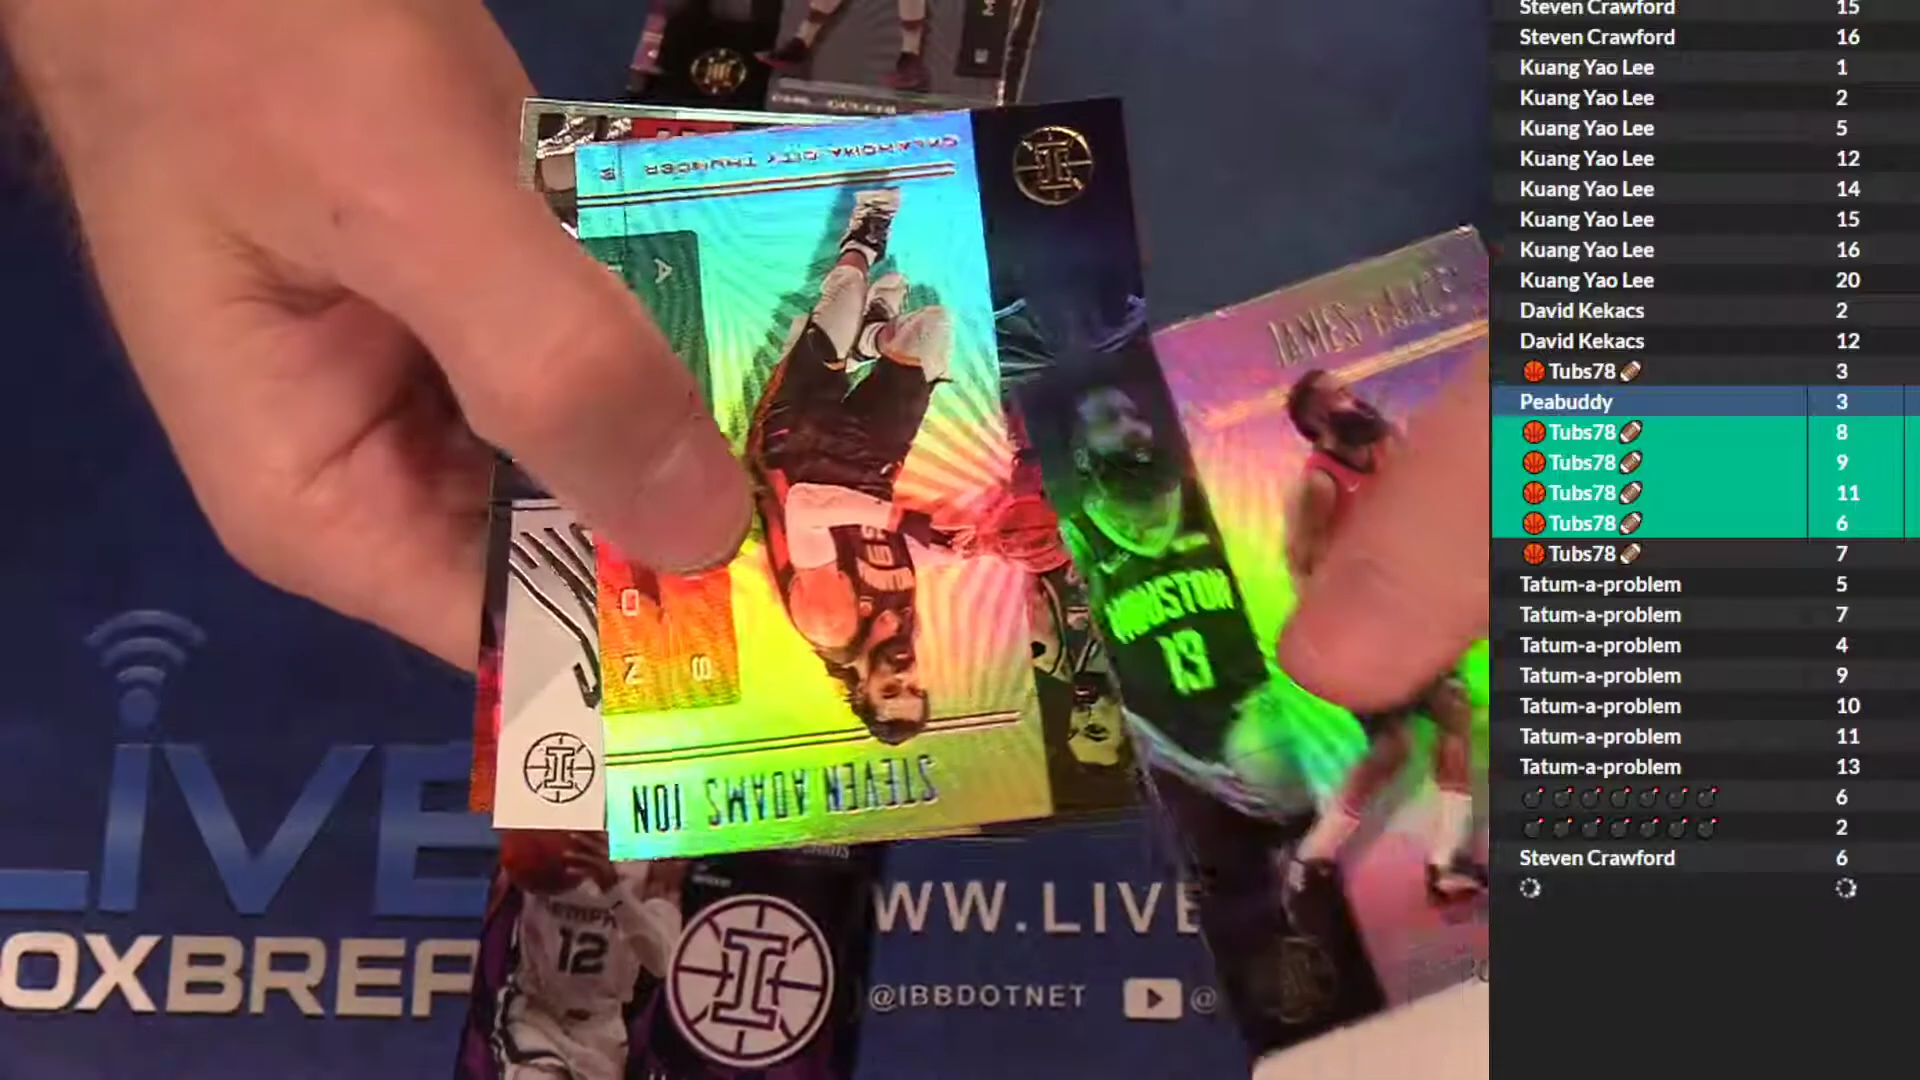 OKLAHOMA CITY THUNDER
A
O
N
8
STEVEN ADAMS
JAMES HARDEN
HOUSTON
13
MEMPHIS
12
LIVE
OXBREA
WW.LIVE
@IBBDOTNET
@
Steven Crawford 15
Steven Crawford 16
Kuang Yao Lee 1
Kuang Yao Lee 2
Kuang Yao Lee 5
Kuang Yao Lee 12
Kuang Yao Lee 14
Kuang Yao Lee 15
Kuang Yao Lee 16
Kuang Yao Lee 20
David Kekacs 2
David Kekacs 12
🏀 Tubs78 🏈 3
Peabuddy 3
🏀 Tubs78 🏈 8
🏀 Tubs78 🏈 9
🏀 Tubs78 🏈 11
🏀 Tubs78 🏈 6
🏀 Tubs78 🏈 7
Tatum-a-problem 5
Tatum-a-problem 7
Tatum-a-problem 4
Tatum-a-problem 9
Tatum-a-problem 10
Tatum-a-problem 11
Tatum-a-problem 13
💣 💣 💣 💣 💣 💣 💣 6
💣 💣 💣 💣 💣 💣 💣 2
Steven Crawford 6